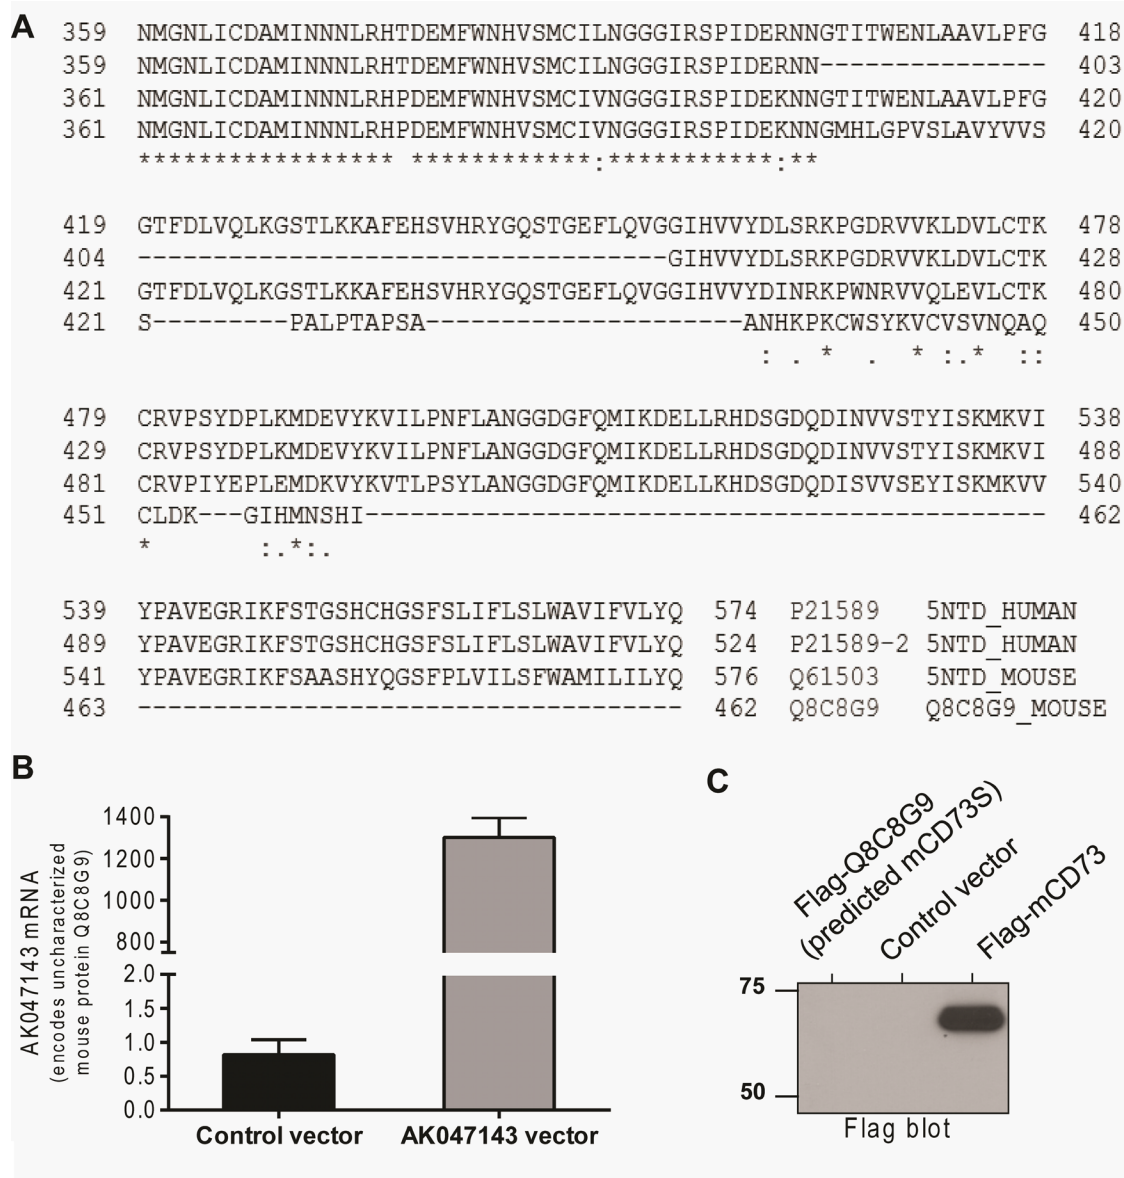 A
359 NMGNLICDAMINNNLRHTDEMFWNHVSMCILNGGGIRSPIDERNNGTITWENLAAVLPFG 418
359 NMGNLICDAMINNNLRHTDEMFWNHVSMCILNGGGIRSPIDERNN--------------- 403
361 NMGNLICDAMINNNLRHPDEMFWNHVSMCIVNGGGIRSPIDEKNNGTITWENLAAVLPFG 420
361 NMGNLICDAMINNNLRHPDEMFWNHVSMCIVNGGGIRSPIDEKNNGMHLGPVSLAVYVVS 420
***************** ************:***********:**
419 GTFDLVQLKGSTLKKAFEHSVHRYGQSTGEFLQVGGIHVVYDLSRKPGDRVVKLDVLCTK 478
404 -----------------------------------GIHVVYDLSRKPGDRVVKLDVLCTK 428
421 GTFDLVQLKGSTLKKAFEHSVHRYGQSTGEFLQVGGIHVVYDINRKPWNRVVQLEVLCTK 480
421 S---------PALPTAPSA---------------------ANHKPKCWSYKVCVSVNQAQ 450
: . * . * :.* ::
479 CRVPSYDPLKMDEVYKVILPNFLANGGDGFQMIKDELLRHDSGDQDINVVSTYISKMKVI 538
429 CRVPSYDPLKMDEVYKVILPNFLANGGDGFQMIKDELLRHDSGDQDINVVSTYISKMKVI 488
481 CRVPIYEPLEMDKVYKVTLPSYLANGGDGFQMIKDELLKHDSGDQDISVVSEYISKMKVV 540
451 CLDK---GIHMNSHI--------------------------------------------- 462
* :.*:.
539 YPAVEGRIKFSTGSHCHGSFSLIFLSLWAVIFVLYQ 574 P21589 5NTD_HUMAN
489 YPAVEGRIKFSTGSHCHGSFSLIFLSLWAVIFVLYQ 524 P21589-2 5NTD_HUMAN
541 YPAVEGRIKFSAASHYQGSFPLVILSFWAMILILYQ 576 Q61503 5NTD_MOUSE
463 ------------------------------------ 462 Q8C8G9 Q8C8G9_MOUSE
B
AK047143 mRNA
(encodes uncharacterized
mouse protein Q8C8G9)
1400
1200
1000
800
2.0
1.5
1.0
0.5
0.0
Control vector AK047143 vector
C
Flag-Q8C8G9
(predicted mCD73S)
Control vector
Flag-mCD73
75
50
Flag blot